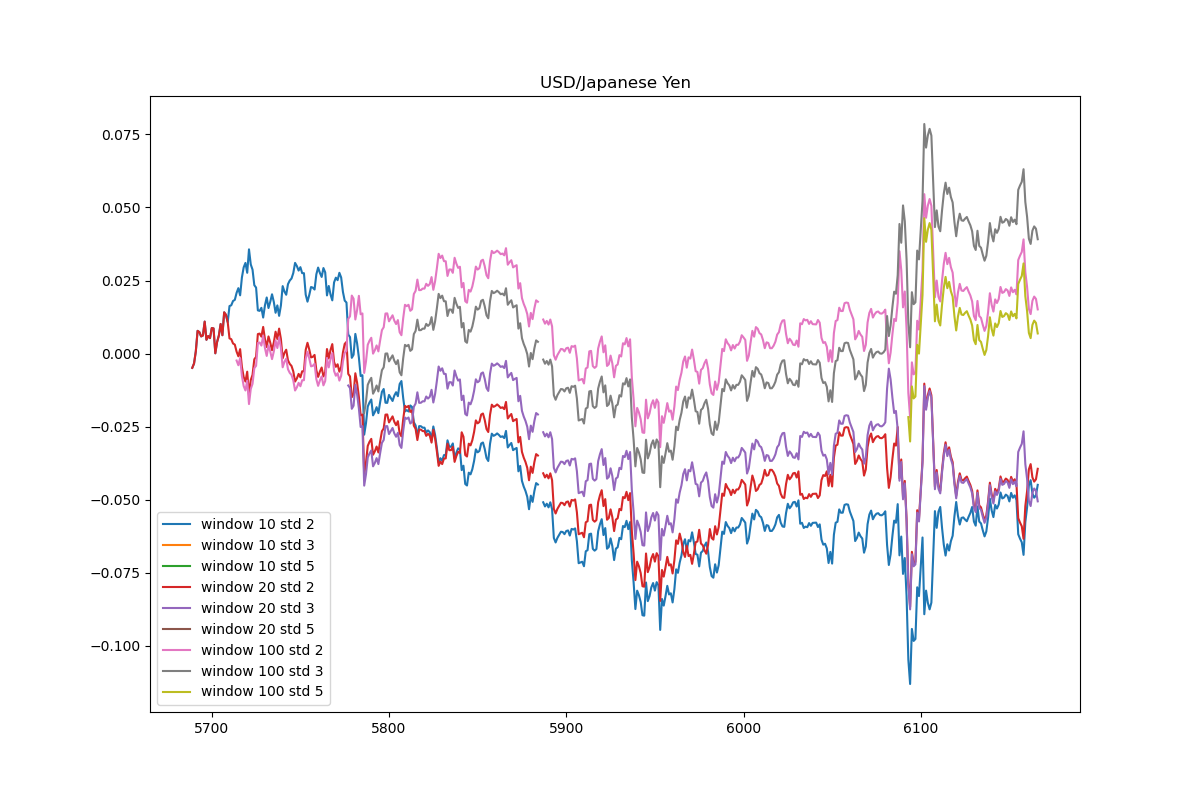 USD/Japanese Yen
0.075
0.050
0.025
0.000
−0.025
−0.050
−0.075
−0.100
window 10 std 2
window 10 std 3
window 10 std 5
window 20 std 2
window 20 std 3
window 20 std 5
window 100 std 2
window 100 std 3
window 100 std 5
5700 5800 5900 6000 6100